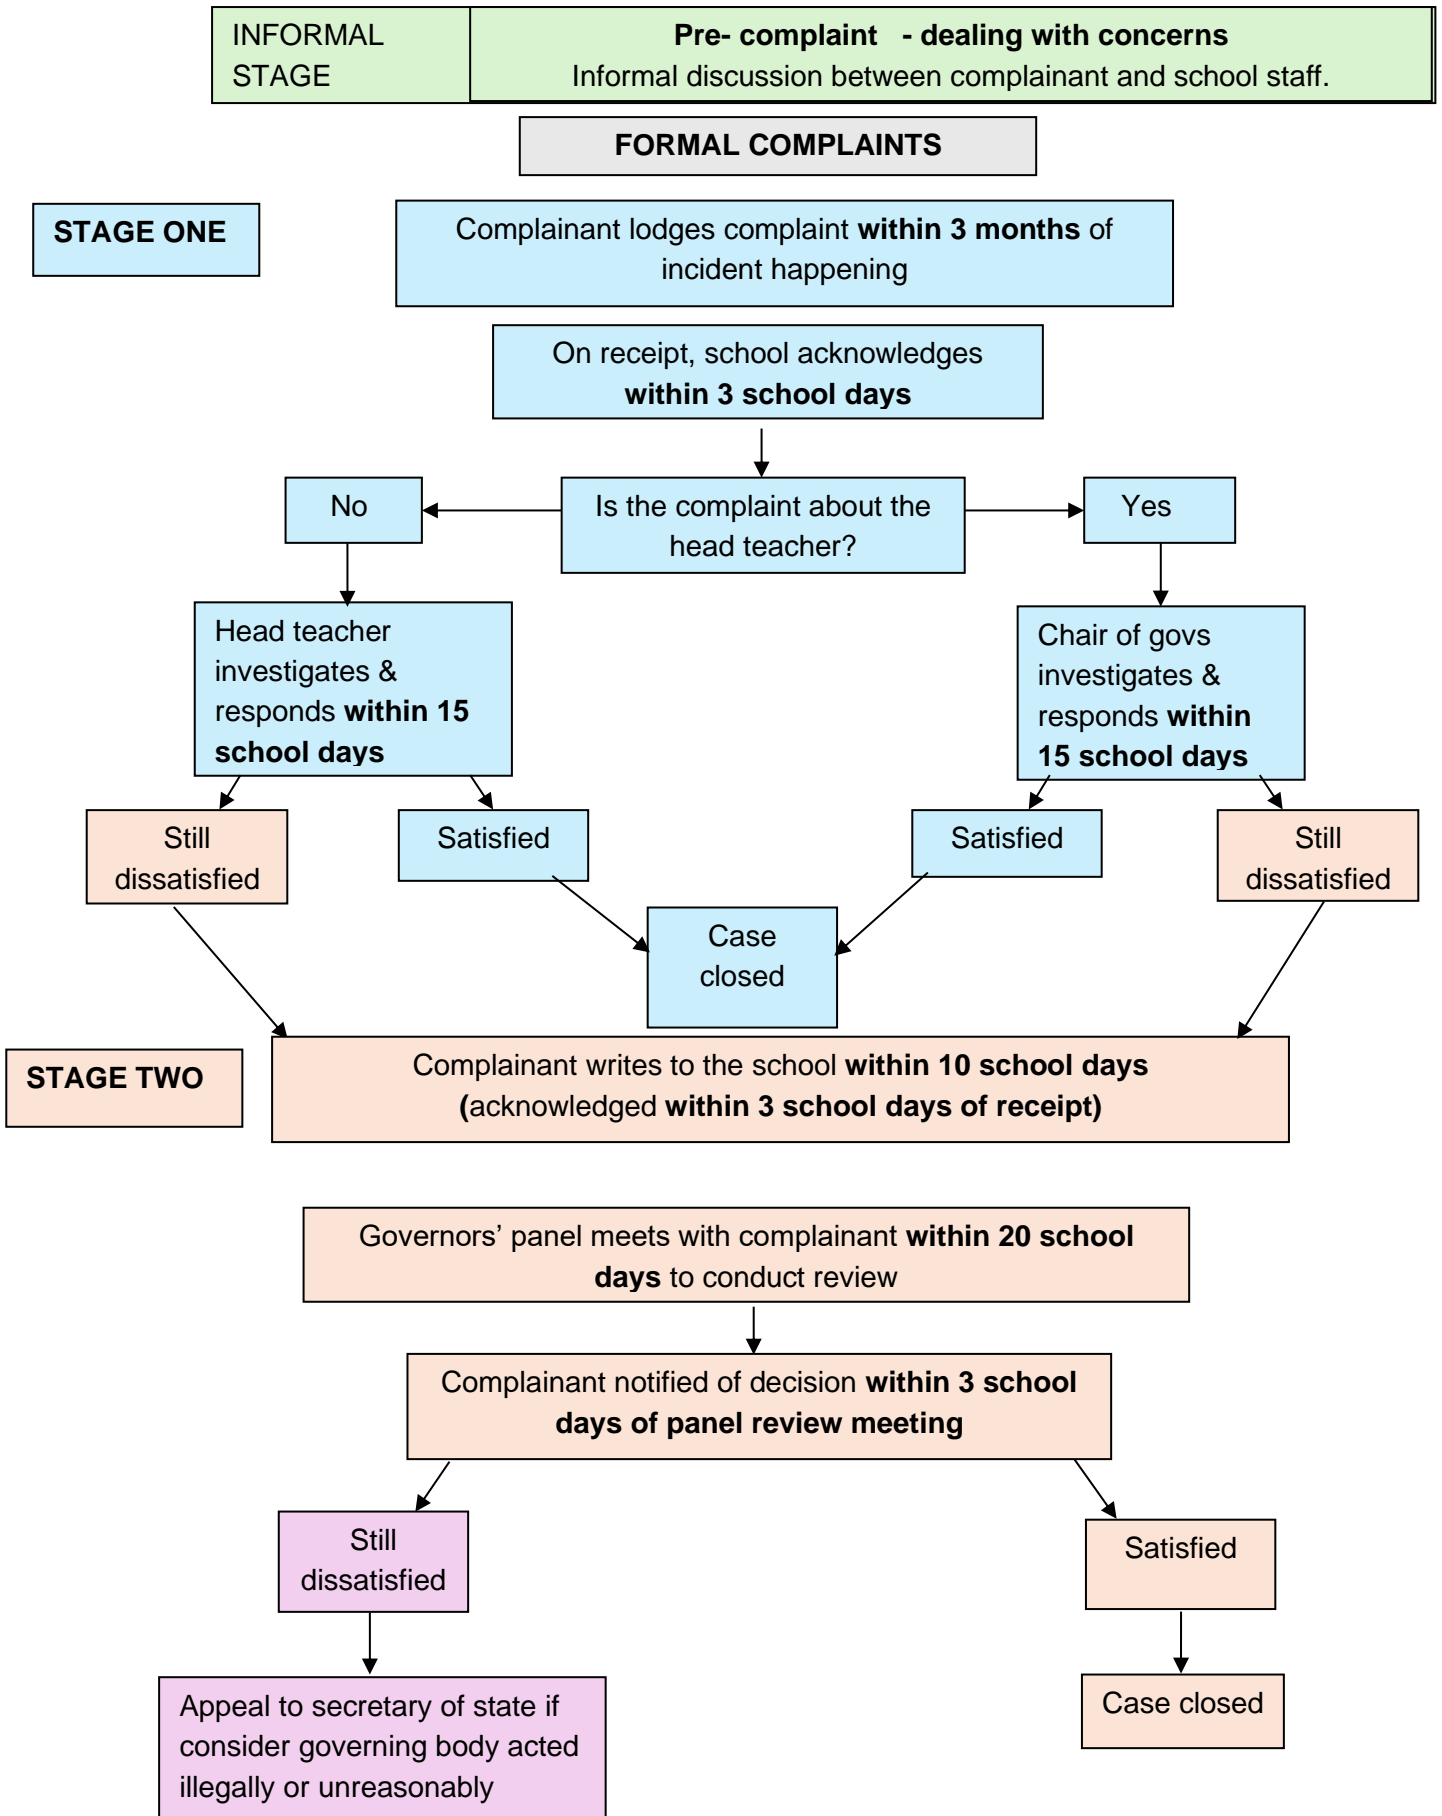 INFORMAL
STAGE
Pre- complaint   - dealing with concerns
Informal discussion between complainant and school staff.
FORMAL COMPLAINTS
STAGE ONE
Complainant lodges complaint within 3 months of
incident happening
On receipt, school acknowledges
within 3 school days
No
Is the complaint about the
head teacher?
Yes
Head teacher
investigates &
responds within 15
school days
Chair of govs
investigates &
responds within
15 school days
Still
dissatisfied
Satisfied
Satisfied
Still
dissatisfied
Case
closed
STAGE TWO
Complainant writes to the school within 10 school days
(acknowledged within 3 school days of receipt)
Governors’ panel meets with complainant within 20 school
days to conduct review
Complainant notified of decision within 3 school
days of panel review meeting
Still
dissatisfied
Satisfied
Appeal to secretary of state if
consider governing body acted
illegally or unreasonably
Case closed